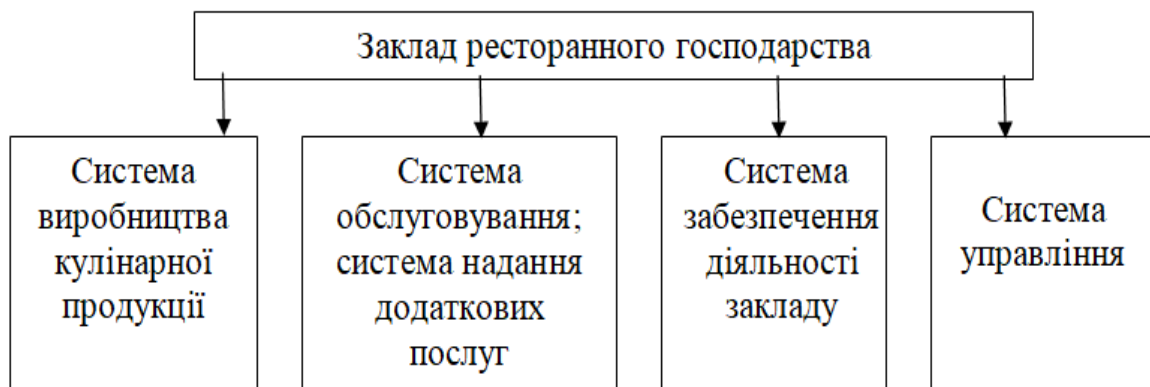 Заклад ресторанного господарства
Система
виробництва
кулінарної
продукції
Система
обслуговування;
система надання
додаткових
послуг
Система
забезпечення
діяльності
закладу
Система
управління